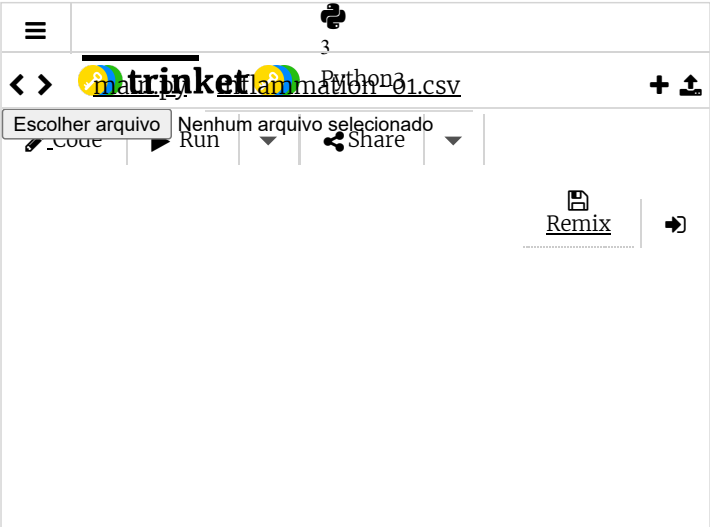 3
Python3
trinket
main.py inflammation-01.csv
Escolher arquivo Nenhum arquivo selecionado
Code Run Share
Remix